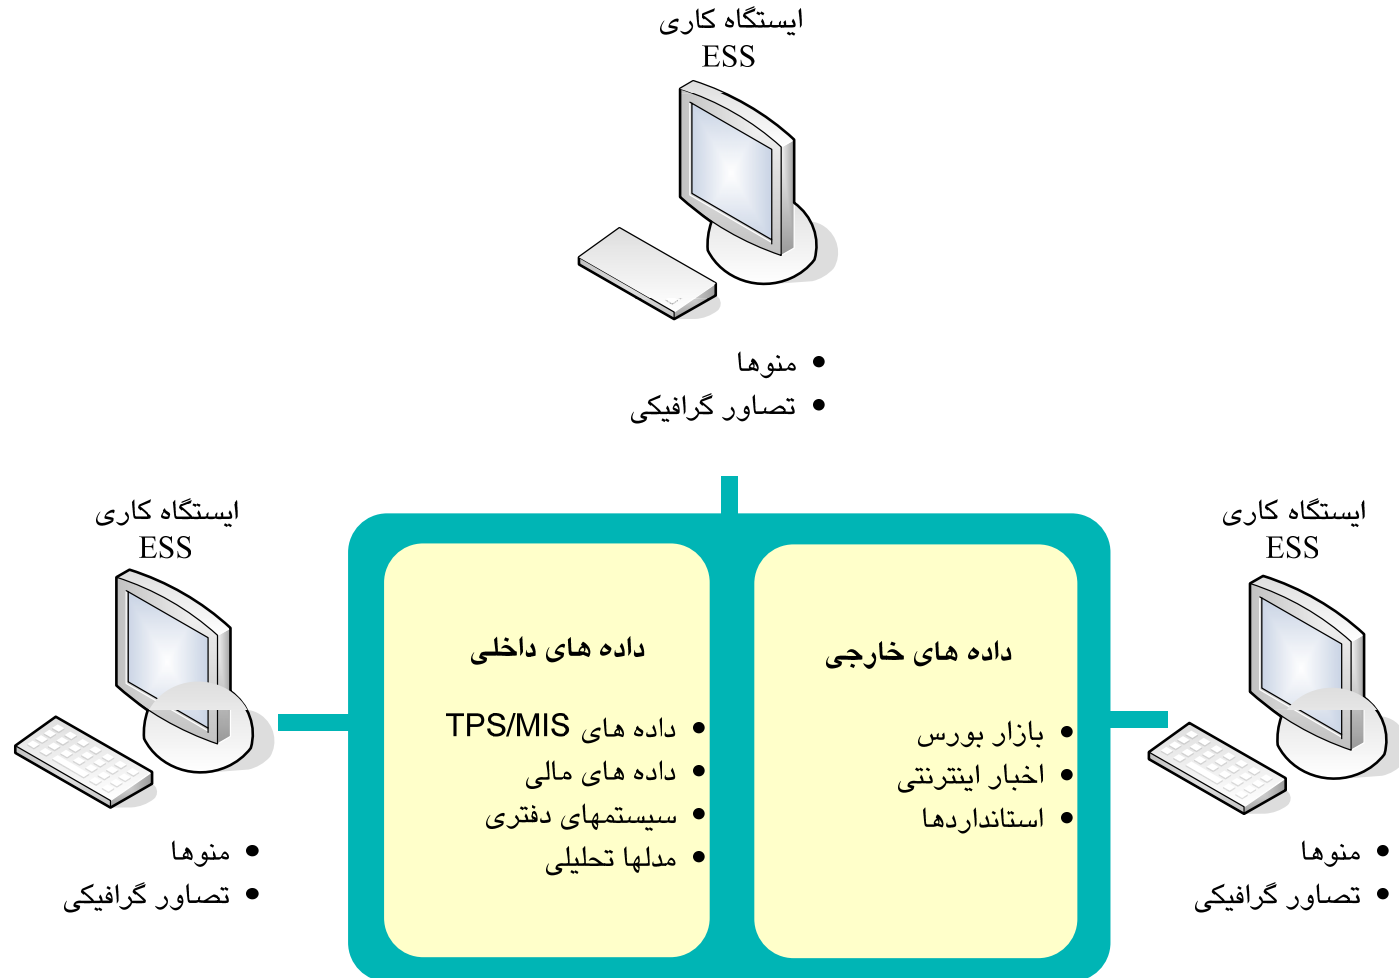 ایستگاه کاری
ESS
• منوها
• تصاور گرافیکی
ایستگاه کاری
ESS
• منوها
• تصاور گرافیکی
داده های خارجی
• بازار بورس
• اخبار اینترنتی
• استانداردها
داده های داخلی
• داده های TPS/MIS
• داده های مالی
• سیستمهای دفتری
• مدلها تحلیلی
ایستگاه کاری
ESS
• منوها
• تصاور گرافیکی